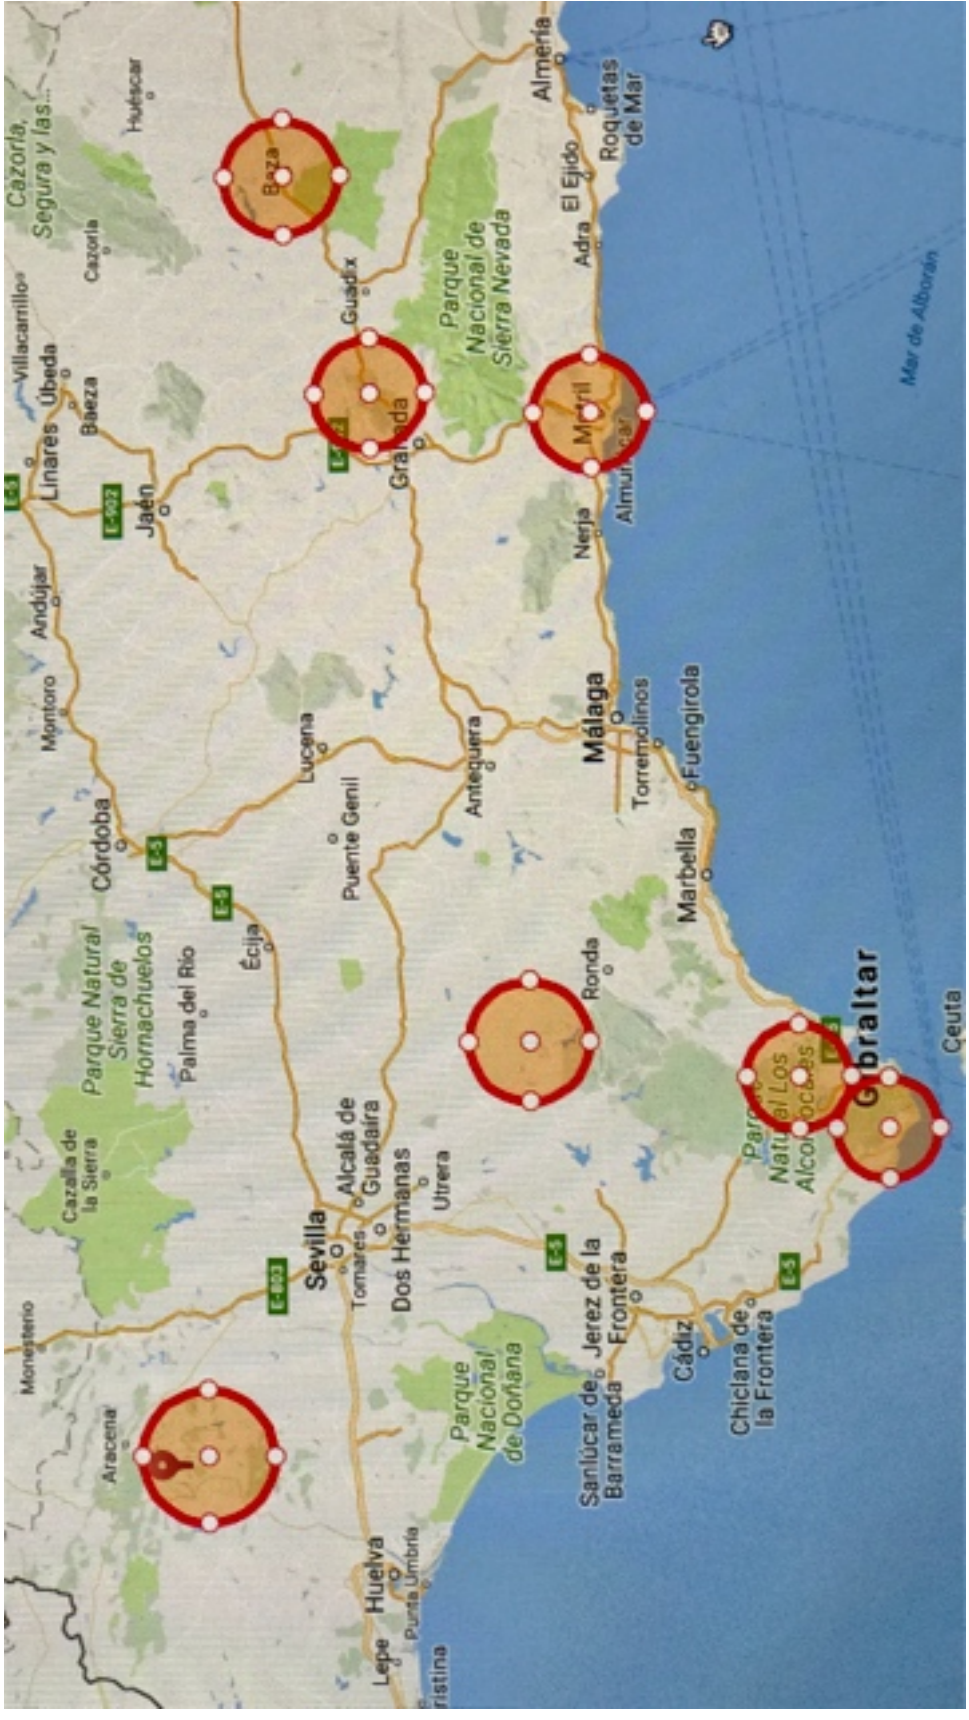 Cazorla,
Segura y las...
Huéscar
Cazorla
Villacarrillo
Úbeda
Baeza
Linares
E-5
E-902
Jaén
Andújar
Montoro
Córdoba
E-5
E-5
Écija
Lucena
Puente Genil
Antequera
Baza
Guadix
Granada
Parque
Nacional de
Sierra Nevada
Almería
Roquetas
de Mar
El Ejido
Adra
Motril
Nerja
Mar de Alborán
Málaga
Torremolinos
Fuengirola
Marbella
Ronda
Gibraltar
Ceuta
Parque Natural
Sierra de
Hornachuelos
Palma del Río
Cazalla de
la Sierra
Alcalá de
Guadaíra
Sevilla
Tomares
Dos Hermanas
Utrera
E-803
Monesterio
Aracena
E-5
Jerez de la
Frontera
Cádiz
E-5
Chiclana de
la Frontera
Sanlúcar de
Barrameda
Parque
Nacional
de Doñana
Natural Los
Huelva
Punta Umbría
Lepe
ristina